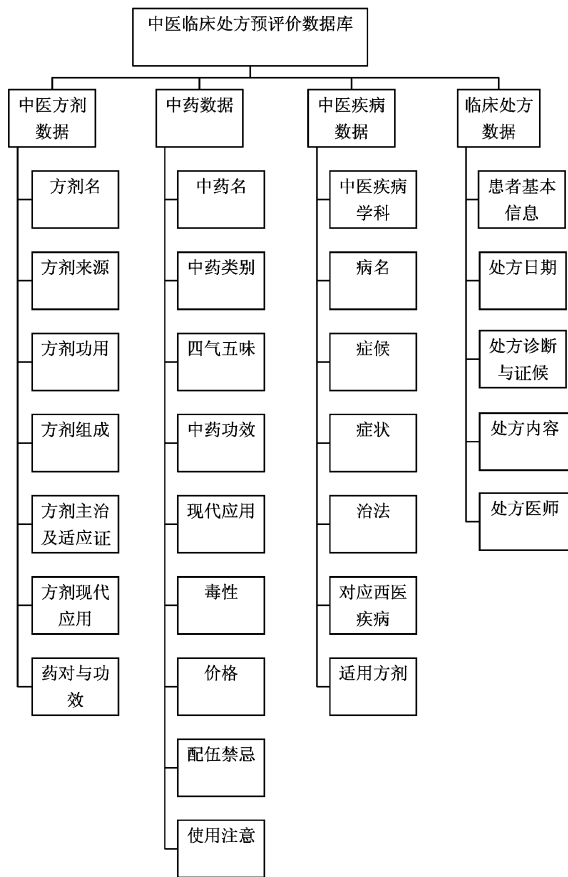 中医临床处方预评价数据库
中医方剂
数据
方剂名
方剂来源
方剂功用
方剂组成
方剂主治
及适应证
方剂现代
应用
药对与功
效
中药数据
中药名
中药类别
四气五味
中药功效
现代应用
毒性
价格
配伍禁忌
使用注意
中医疾病
数据
中医疾病
学科
病名
症候
症状
治法
对应西医
疾病
适用方剂
临床处方
数据
患者基本
信息
处方日期
处方诊断
与证候
处方内容
处方医师